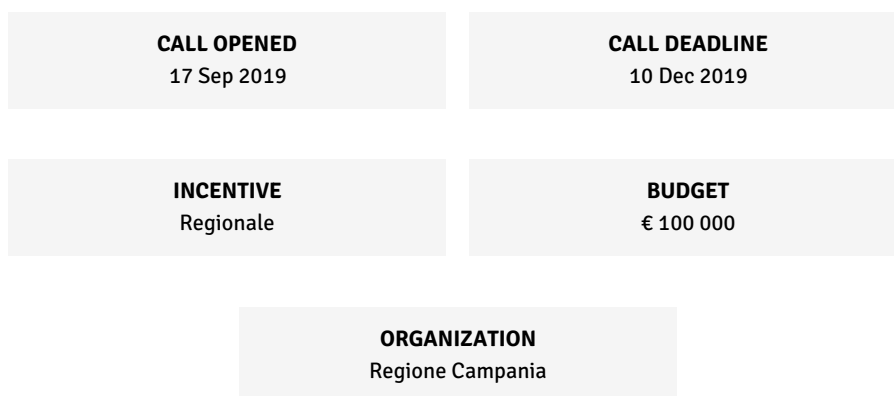 CALL OPENED
17 Sep 2019
CALL DEADLINE
10 Dec 2019
INCENTIVE
Regionale
BUDGET
€ 100 000
ORGANIZATION
Regione Campania